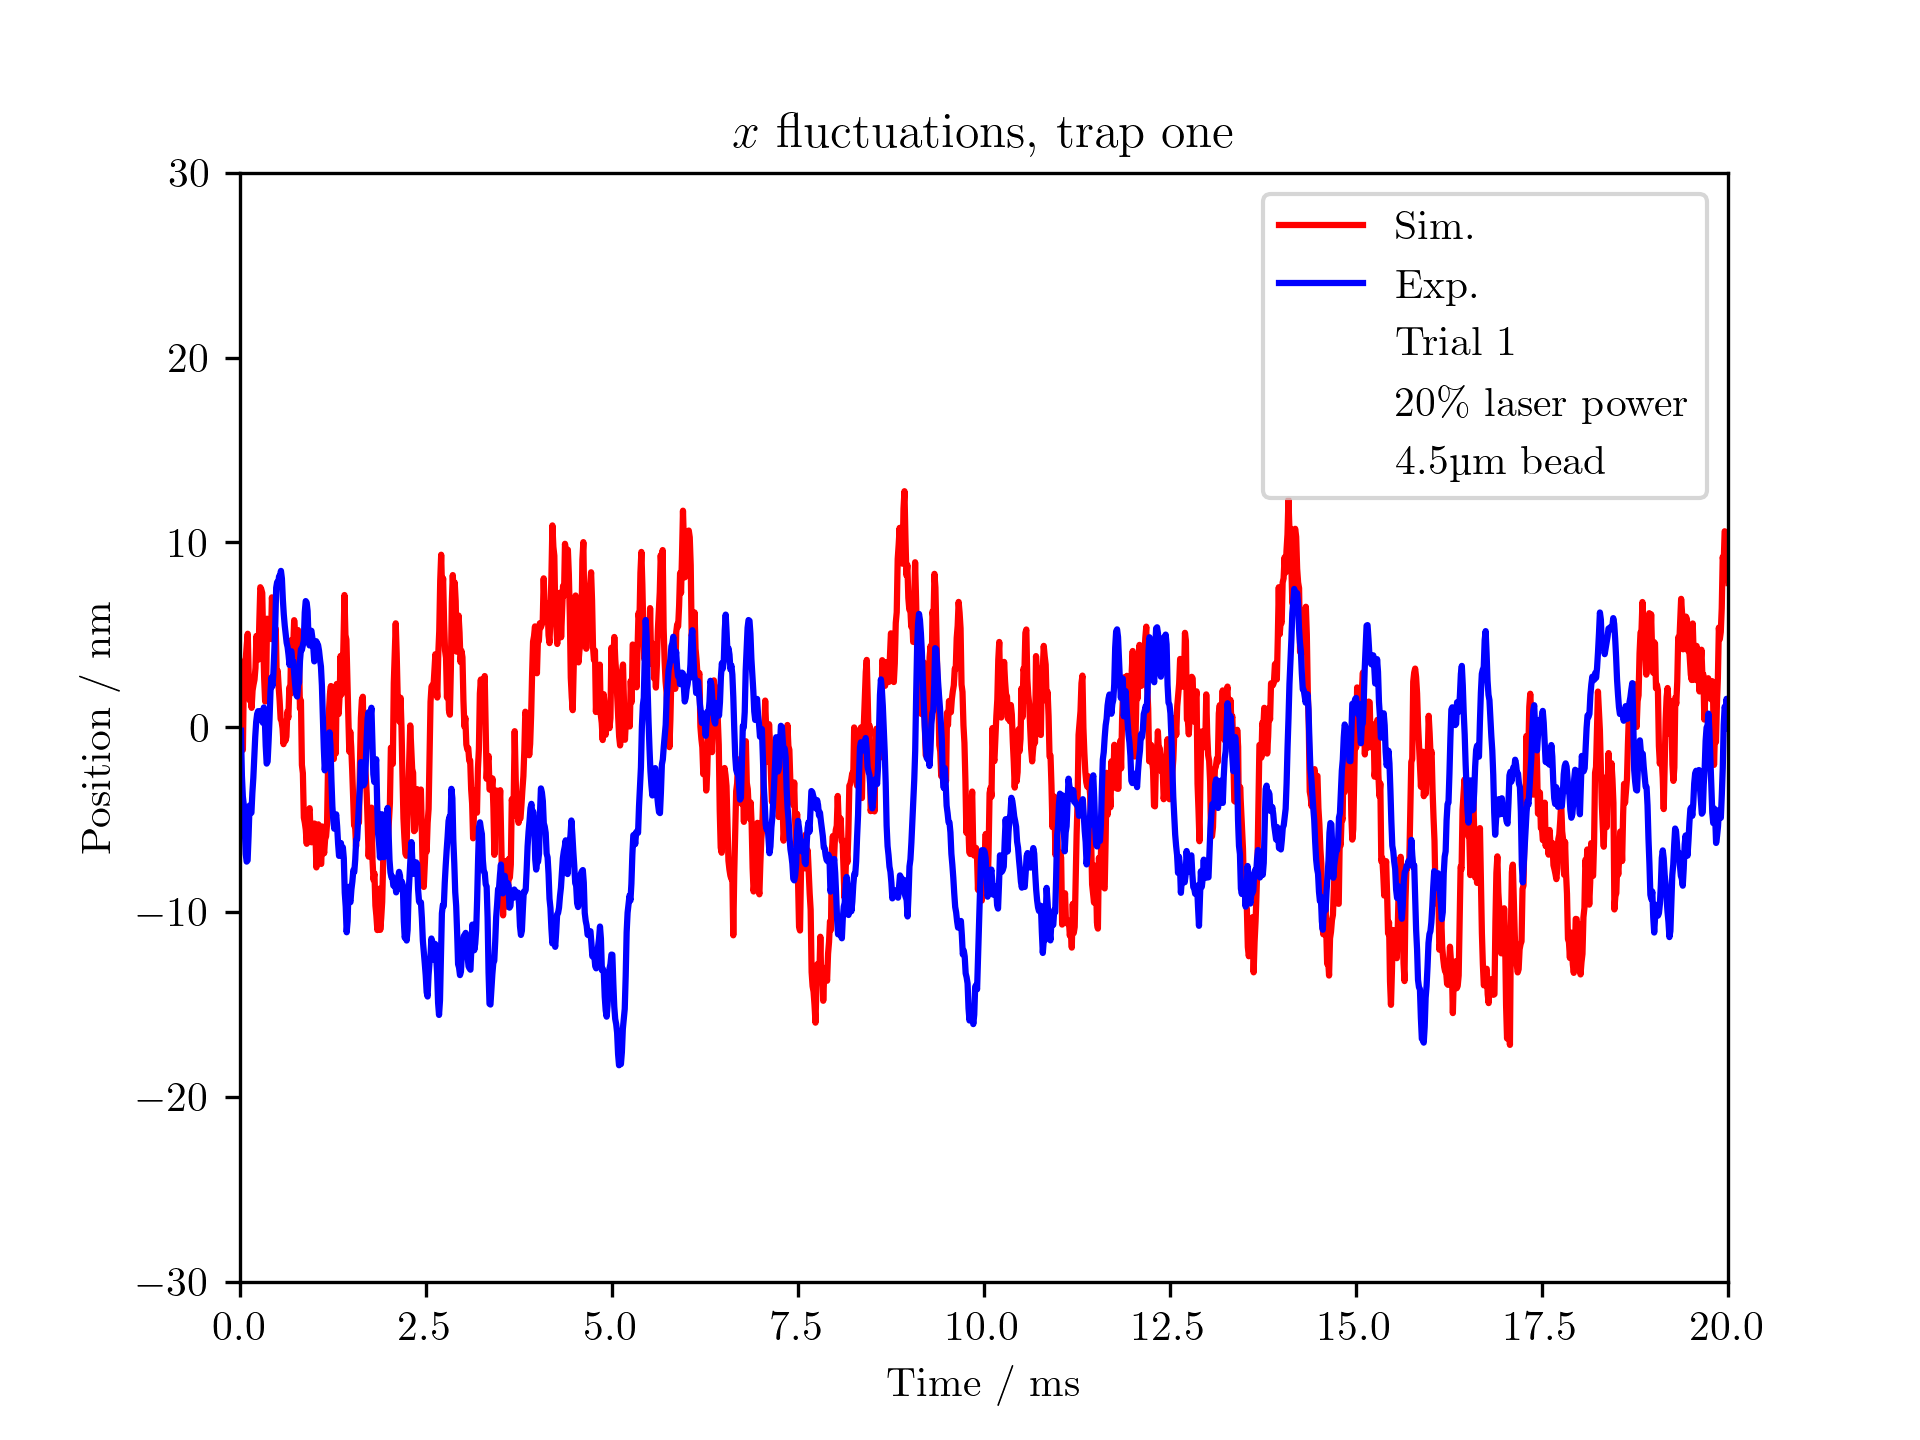 x fluctuations, trap one
30
20
10
0
−10
−20
−30
Position / nm
Sim.
Exp.
Trial 1
20% laser power
4.5µm bead
0.0 2.5 5.0 7.5 10.0 12.5 15.0 17.5 20.0
Time / ms